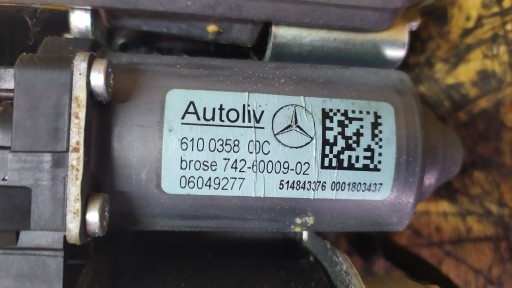 Autoliv
610 0358 00C
brose 742-60009-02
06049277
514843376 0001803437